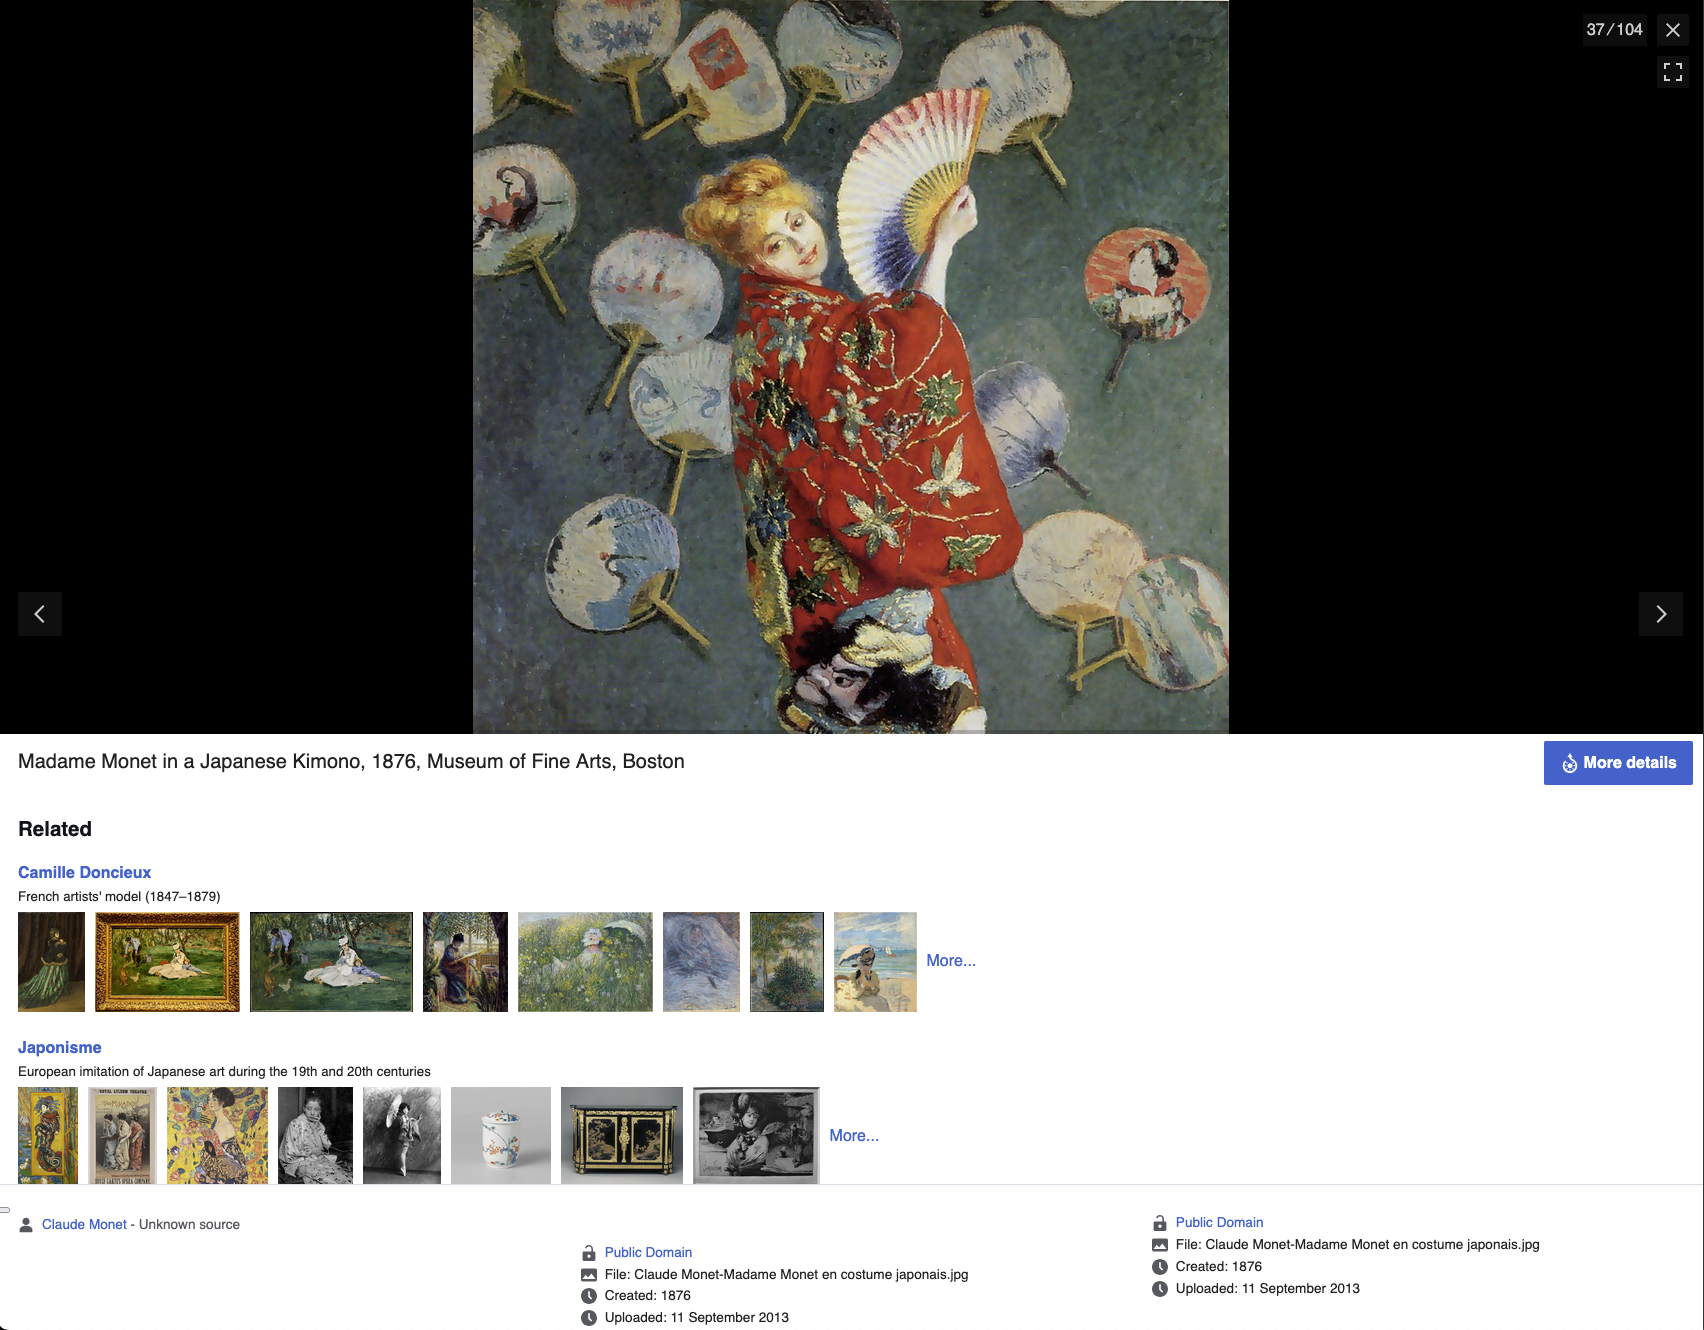 37/104
Madame Monet in a Japanese Kimono, 1876, Museum of Fine Arts, Boston
More details
Related
Camille Doncieux
French artists' model (1847–1879)
More...
Japonisme
European imitation of Japanese art during the 19th and 20th centuries
More...
Claude Monet - Unknown source
Public Domain
File: Claude Monet-Madame Monet en costume japonais.jpg
Created: 1876
Uploaded: 11 September 2013
Public Domain
File: Claude Monet-Madame Monet en costume japonais.jpg
Created: 1876
Uploaded: 11 September 2013